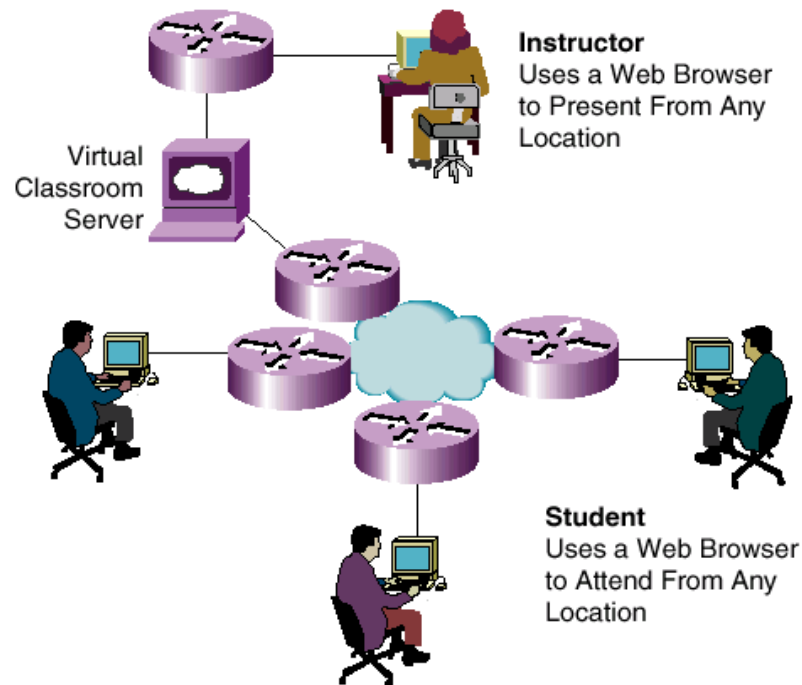 Instructor
Uses a Web Browser
to Present From Any
Location
Virtual
Classroom
Server
Student
Uses a Web Browser
to Attend From Any
Location